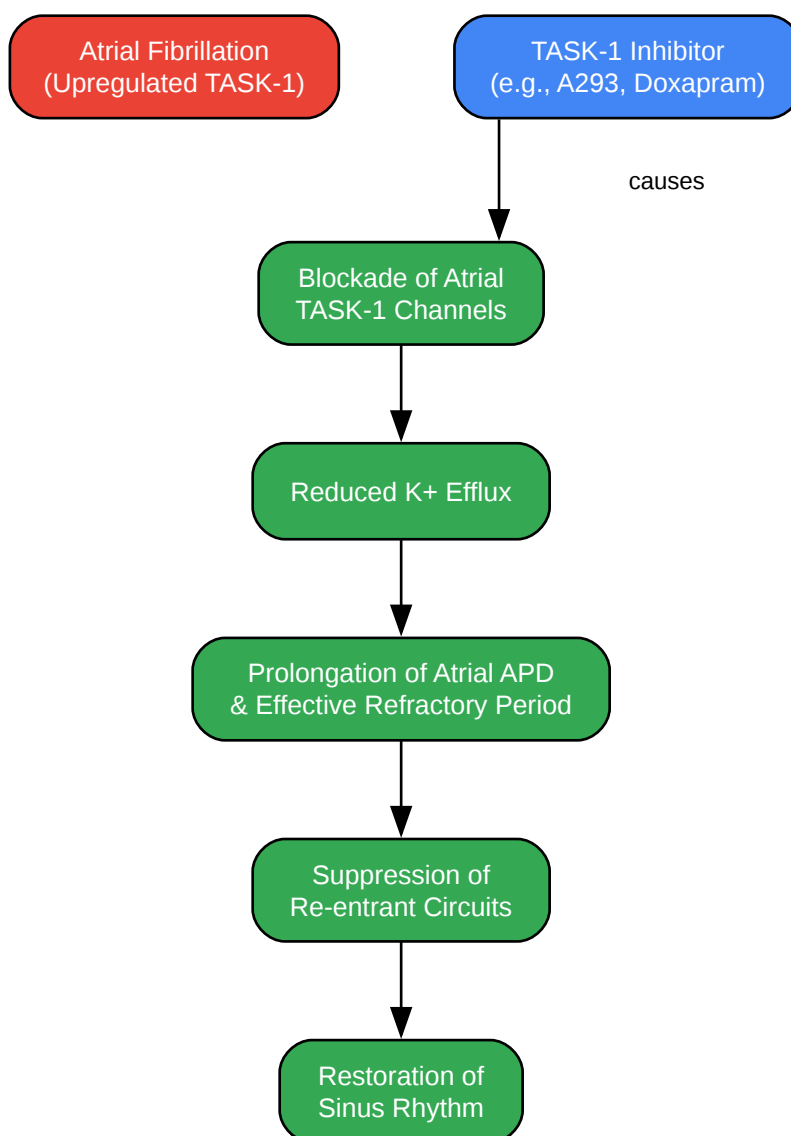 Atrial Fibrillation
(Upregulated TASK-1)
TASK-1 Inhibitor
(e.g., A293, Doxapram)
causes
Blockade of Atrial
TASK-1 Channels
Reduced K+ Efflux
Prolongation of Atrial APD
& Effective Refractory Period
Suppression of
Re-entrant Circuits
Restoration of
Sinus Rhythm